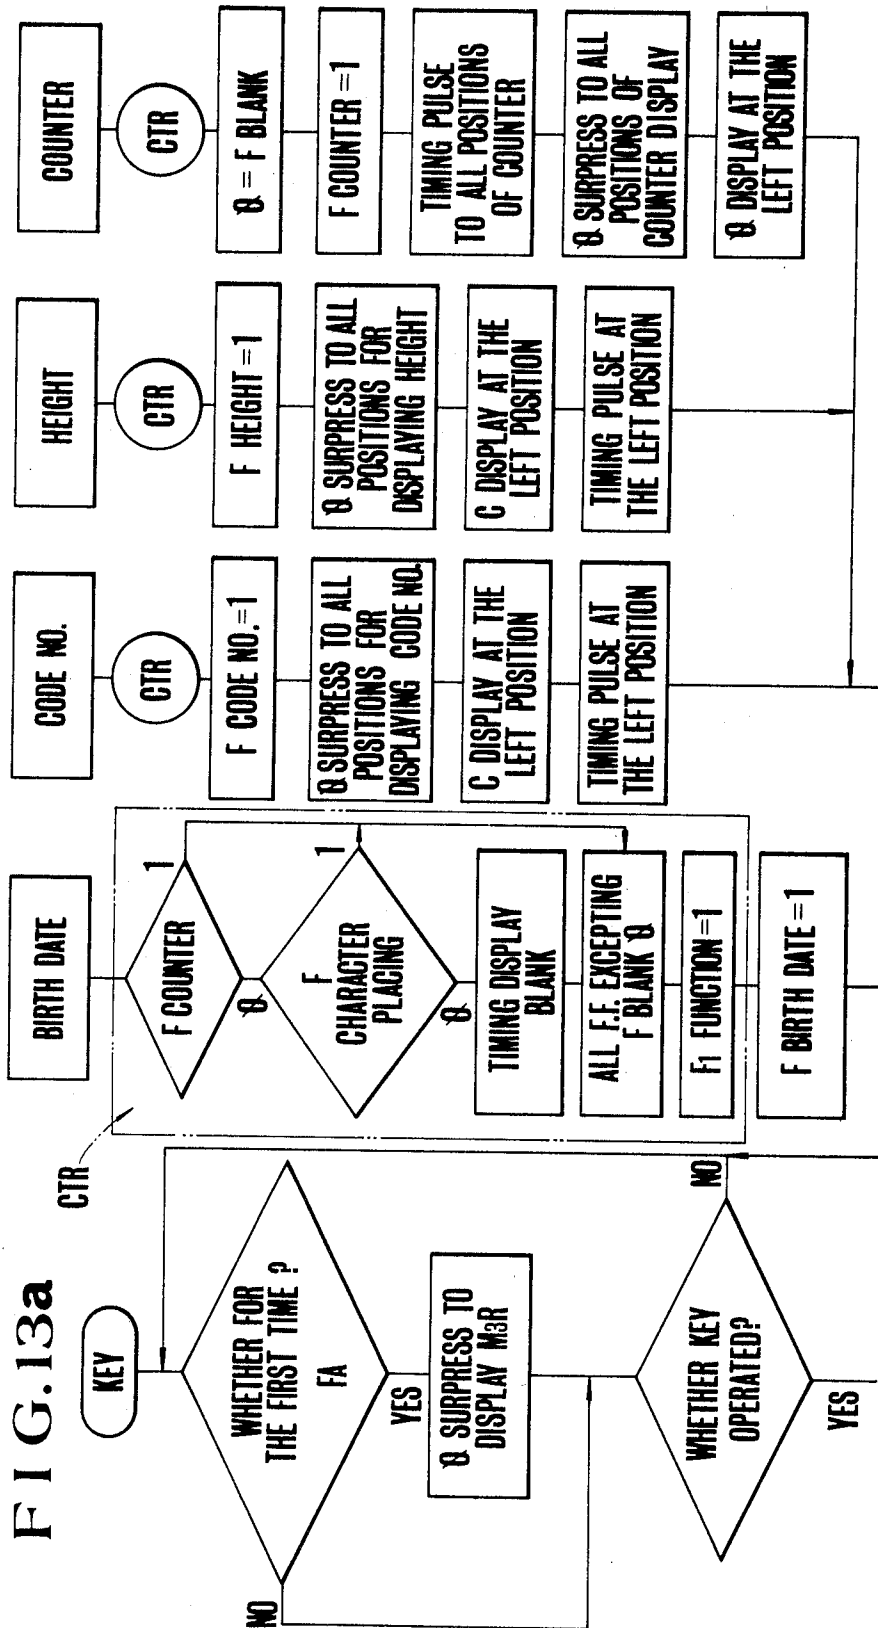 FIG.13a
KEY
WHETHER FOR
THE FIRST TIME ?
FA
NO
YES
0 SURPRESS TO
DISPLAY M3R
WHETHER KEY
OPERATED?
NO
YES
CTR
BIRTH DATE
F COUNTER
1
0
F
CHARACTER
PLACING
1
0
TIMING DISPLAY
BLANK
ALL F.F. EXCEPTING
F BLANK 0
F1 FUNCTION=1
F BIRTH DATE=1
CODE NO.
CTR
F CODE NO.=1
0 SURPRESS TO ALL
POSITIONS FOR
DISPLAYING CODE NO.
C DISPLAY AT THE
LEFT POSITION
TIMING PULSE AT
THE LEFT POSITION
HEIGHT
CTR
F HEIGHT=1
0 SURPRESS TO ALL
POSITIONS FOR
DISPLAYING HEIGHT
C DISPLAY AT THE
LEFT POSITION
TIMING PULSE AT
THE LEFT POSITION
COUNTER
CTR
0 = F BLANK
F COUNTER=1
TIMING PULSE
TO ALL POSITIONS
OF COUNTER
0 SURPRESS TO ALL
POSITIONS OF
COUNTER DISPLAY
0 DISPLAY AT THE
LEFT POSITION